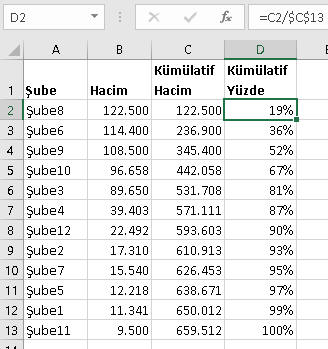 D2 fx =C2/$C$13
A B C D
1 Şube Hacim Kümülatif Hacim Kümülatif Yüzde
2 Şube8 122.500 122.500 19%
3 Şube6 114.400 236.900 36%
4 Şube9 108.500 345.400 52%
5 Şube10 96.658 442.058 67%
6 Şube3 89.650 531.708 81%
7 Şube4 39.403 571.111 87%
8 Şube12 22.492 593.603 90%
9 Şube2 17.310 610.913 93%
10 Şube7 15.540 626.453 95%
11 Şube5 12.218 638.671 97%
12 Şube1 11.341 650.012 99%
13 Şube11 9.500 659.512 100%